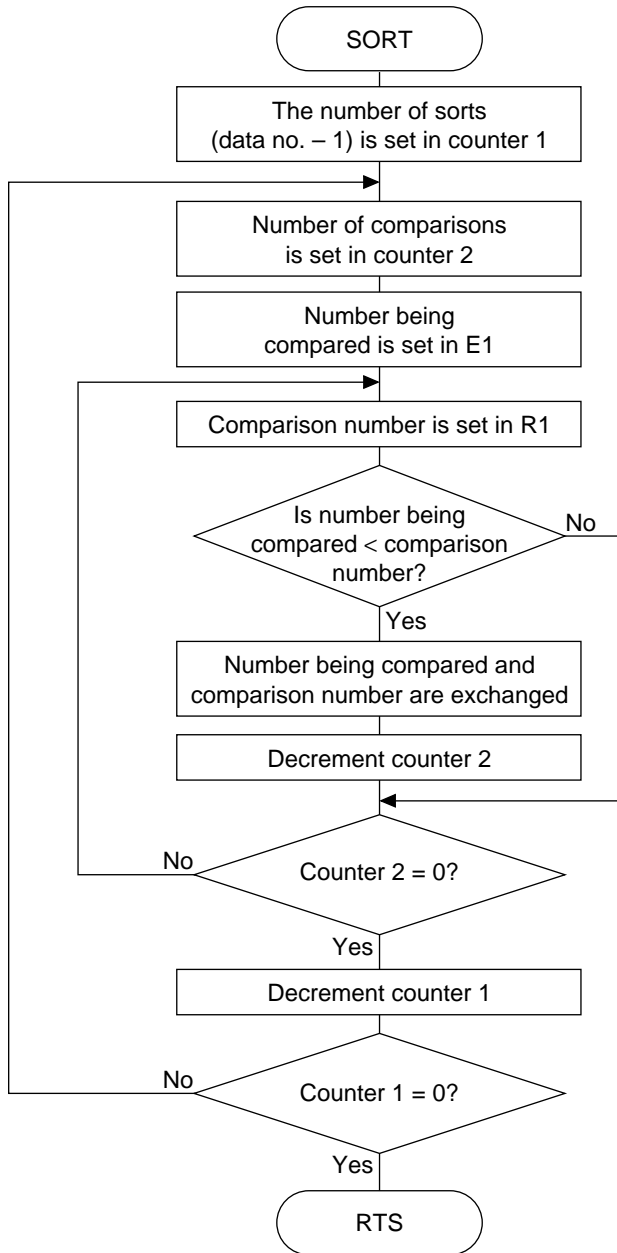 SORT
The number of sorts
(data no. – 1) is set in counter 1
Number of comparisons
is set in counter 2
Number being
compared is set in E1
Comparison number is set in R1
Is number being
compared < comparison
number?
No
Yes
Number being compared and
comparison number are exchanged
Decrement counter 2
Counter 2 = 0?
No
Yes
Decrement counter 1
Counter 1 = 0?
No
Yes
RTS